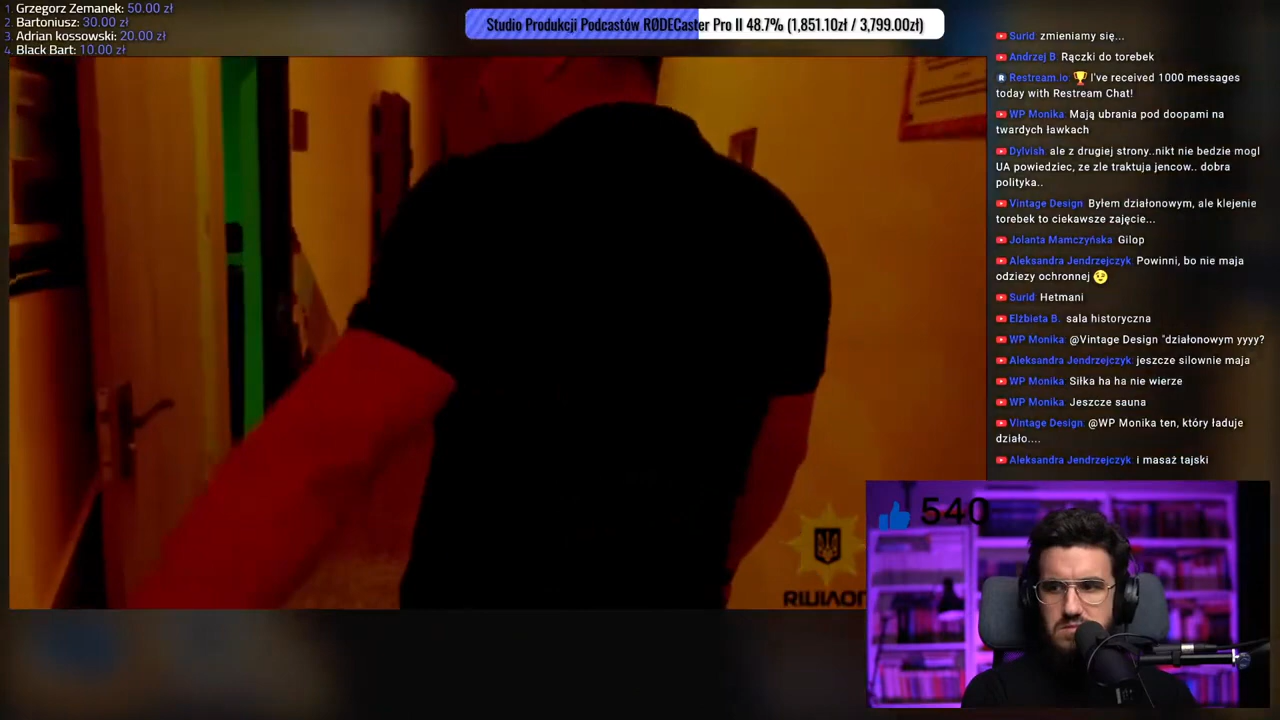 1. Grzegorz Zemanek: 50.00 zł
2. Bartoniusz: 30.00 zł
3. Adrian kossowski: 20.00 zł
4. Black Bart: 10.00 zł
Studio Produkcji Podcastów RØDECaster Pro II 48.7% (1,851.10zł / 3,799.00zł)
Surid: zmieniamy się...
Andrzej B: Rączki do torebek
Restream.io: 🏆 I've received 1000 messages
today with Restream Chat!
WP Monika: Mają ubrania pod doopami na
twardych ławkach
Dylvish: ale z drugiej strony..nikt nie bedzie mogl
UA powiedziec, ze zle traktuja jencow.. dobra
polityka..
Vintage Design: Byłem działonowym, ale klejenie
torebek to ciekawsze zajęcie...
Jolanta Mamczyńska: Gilop
Aleksandra Jendrzejczyk: Powinni, bo nie maja
odziezy ochronnej 😉
Surid: Hetmani
Elżbieta B.: sala historyczna
WP Monika: @Vintage Design "działonowym yyyy?
Aleksandra Jendrzejczyk: jeszcze silownie maja
WP Monika: Siłka ha ha nie wierze
WP Monika: Jeszcze sauna
Vintage Design: @WP Monika ten, który ładuje
działo....
Aleksandra Jendrzejczyk: i masaż tajski
540